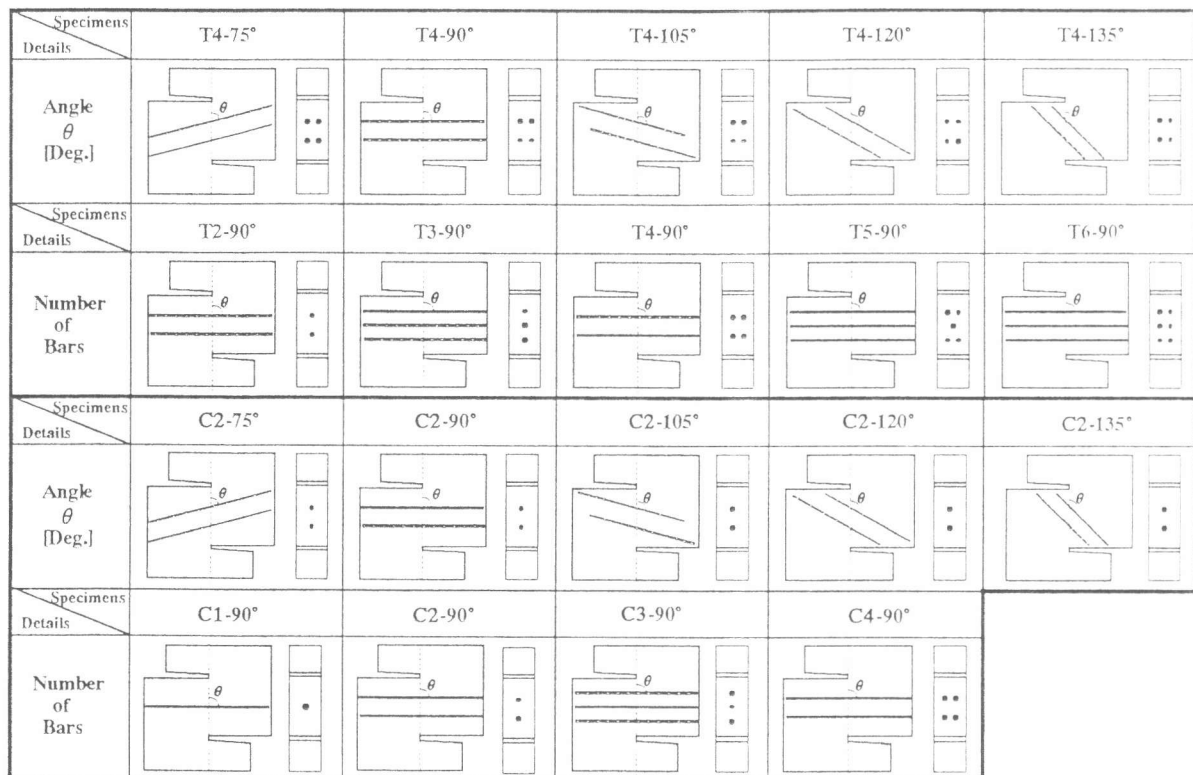 Specimens
Details
T4-75° T4-90° T4-105° T4-120° T4-135°
Angle
θ
[Deg.]
θ θ θ θ θ
Specimens
Details
T2-90° T3-90° T4-90° T5-90° T6-90°
Number
of
Bars
θ θ θ θ θ
Specimens
Details
C2-75° C2-90° C2-105° C2-120° C2-135°
Angle
θ
[Deg.]
θ θ θ θ θ
Specimens
Details
C1-90° C2-90° C3-90° C4-90°
Number
of
Bars
θ θ θ θ